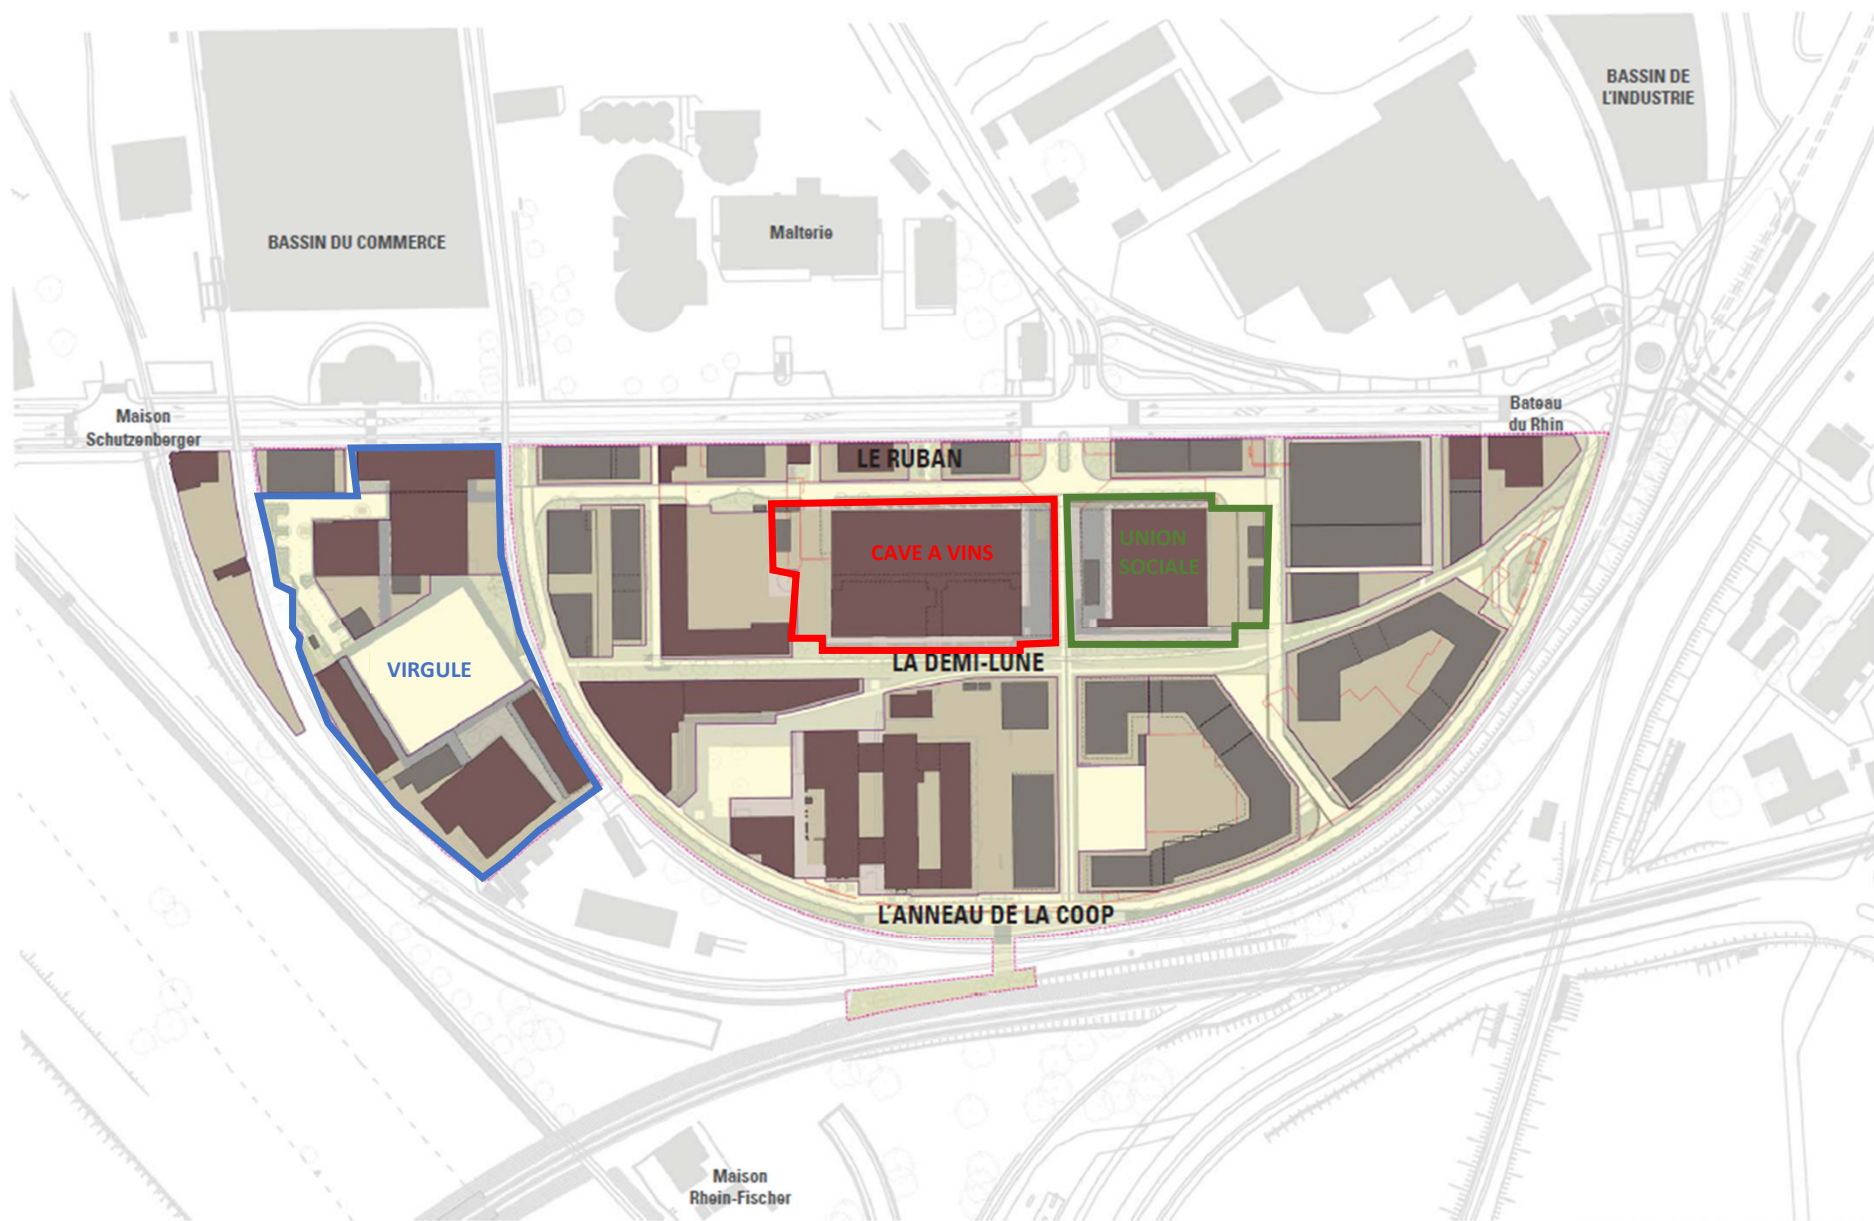 BASSIN DE
L'INDUSTRIE
BASSIN DU COMMERCE
Malterie
Maison
Schutzenberger
Bateau
du Rhin
LE RUBAN
CAVE A VINS
UNION
SOCIALE
LA DEMI-LUNE
VIRGULE
L'ANNEAU DE LA COOP
Maison
Rhein-Fischer